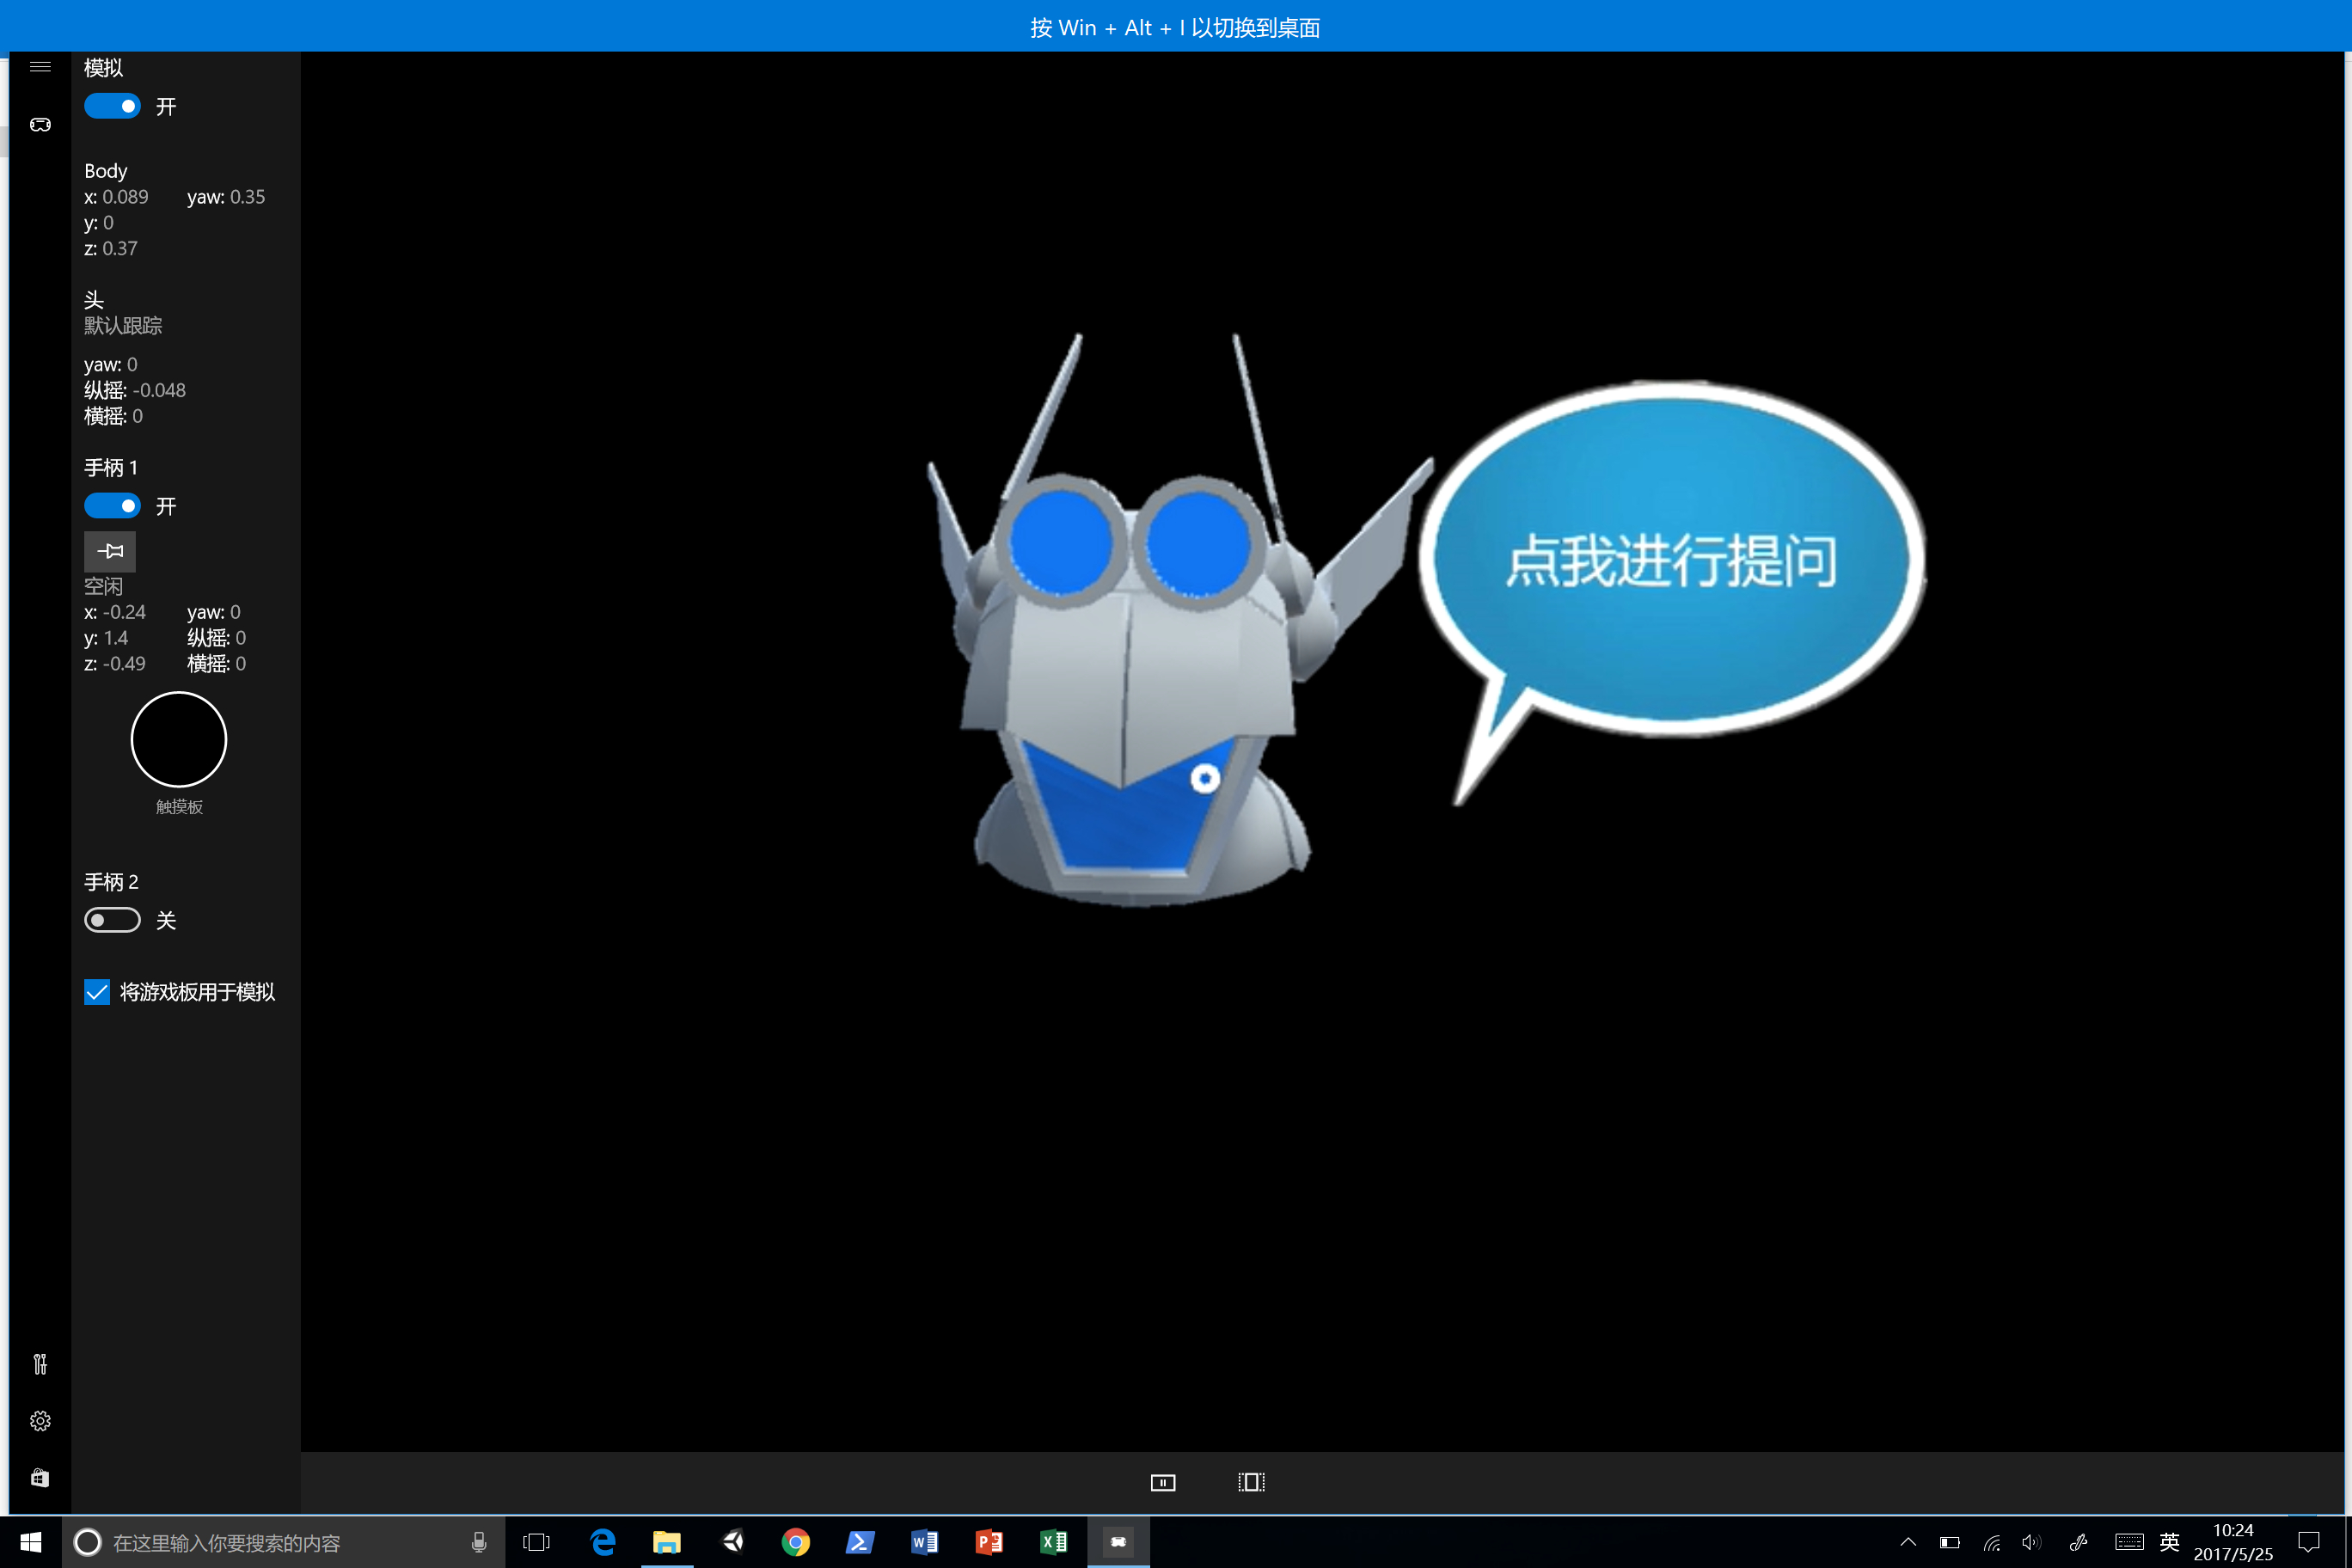 按 Win + Alt + I 以切换到桌面
模拟
开
Body
x: 0.089 yaw: 0.35
y: 0
z: 0.37
头
默认跟踪
yaw: 0
纵摇: -0.048
横摇: 0
手柄 1
开
空闲
x: -0.24 yaw: 0
y: 1.4 纵摇: 0
z: -0.49 横摇: 0
触摸板
手柄 2
关
将游戏板用于模拟
点我进行提问
在这里输入你要搜索的内容
英
10:24
2017/5/25